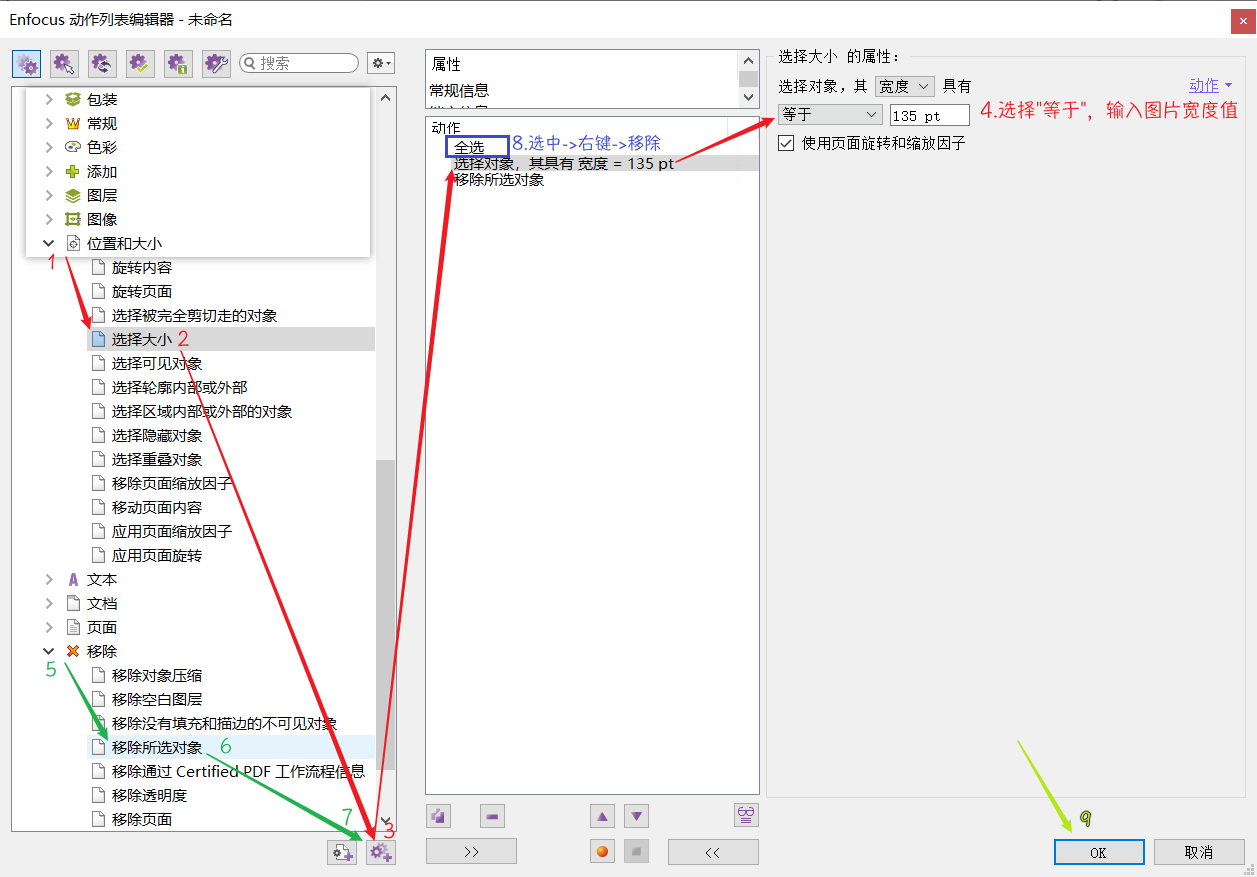 Enfocus 动作列表编辑器 - 未命名
搜索
包装
常规
色彩
添加
图层
图像
位置和大小
1
旋转内容
旋转页面
选择被完全剪切走的对象
选择大小 2
选择可见对象
选择轮廓内部或外部
选择区域内部或外部的对象
选择隐藏对象
选择重叠对象
移除页面缩放因子
移动页面内容
应用页面缩放因子
应用页面旋转
文本
文档
页面
移除
5
移除对象压缩
移除空白图层
移除没有填充和描边的不可见对象
移除所选对象 6
移除通过 Certified PDF 工作流程信息
移除透明度
移除页面
7
3
属性
常规信息
动作
全选
8.选中->右键->移除
选择对象，其具有 宽度 = 135 pt
移除所选对象
>>
<<
选择大小 的属性：
选择对象，其 宽度 具有
动作
等于 135 pt
4.选择"等于"，输入图片宽度值
使用页面旋转和缩放因子
9
OK
取消